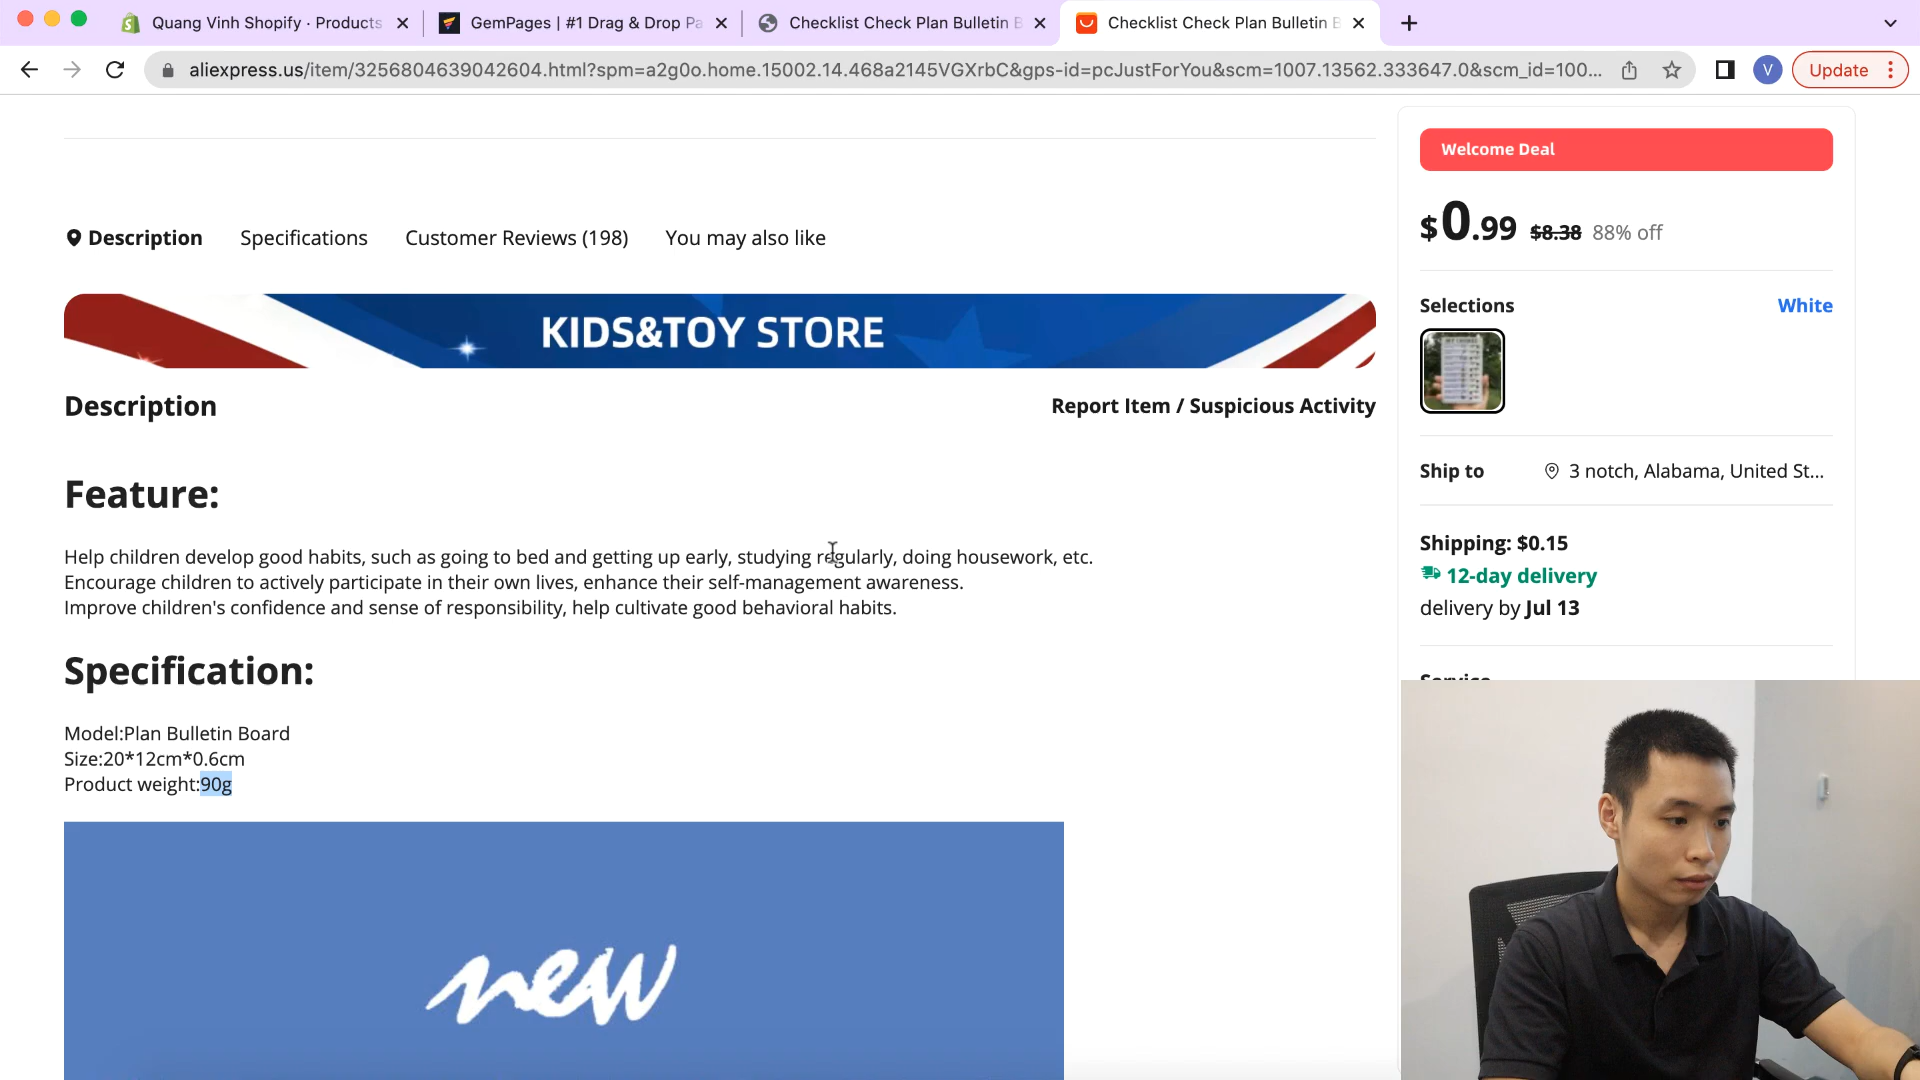 Quang Vinh Shopify · Products
GemPages | #1 Drag & Drop Pa
Checklist Check Plan Bulletin B
Checklist Check Plan Bulletin B
aliexpress.us/item/3256804639042604.html?spm=a2g0o.home.15002.14.468a2145VGXrbC&gps-id=pcJustForYou&scm=1007.13562.333647.0&scm_id=100...
V
Update
Description
Specifications
Customer Reviews (198)
You may also like
KIDS&TOY STORE
Description
Report Item / Suspicious Activity
Feature:
Help children develop good habits, such as going to bed and getting up early, studying regularly, doing housework, etc.
Encourage children to actively participate in their own lives, enhance their self-management awareness.
Improve children's confidence and sense of responsibility, help cultivate good behavioral habits.
Specification:
Model:Plan Bulletin Board
Size:20*12cm*0.6cm
Product weight:90g
new
Welcome Deal
$0.99 $8.38 88% off
Selections
White
Ship to
3 notch, Alabama, United St...
Shipping: $0.15
12-day delivery
delivery by Jul 13
Service